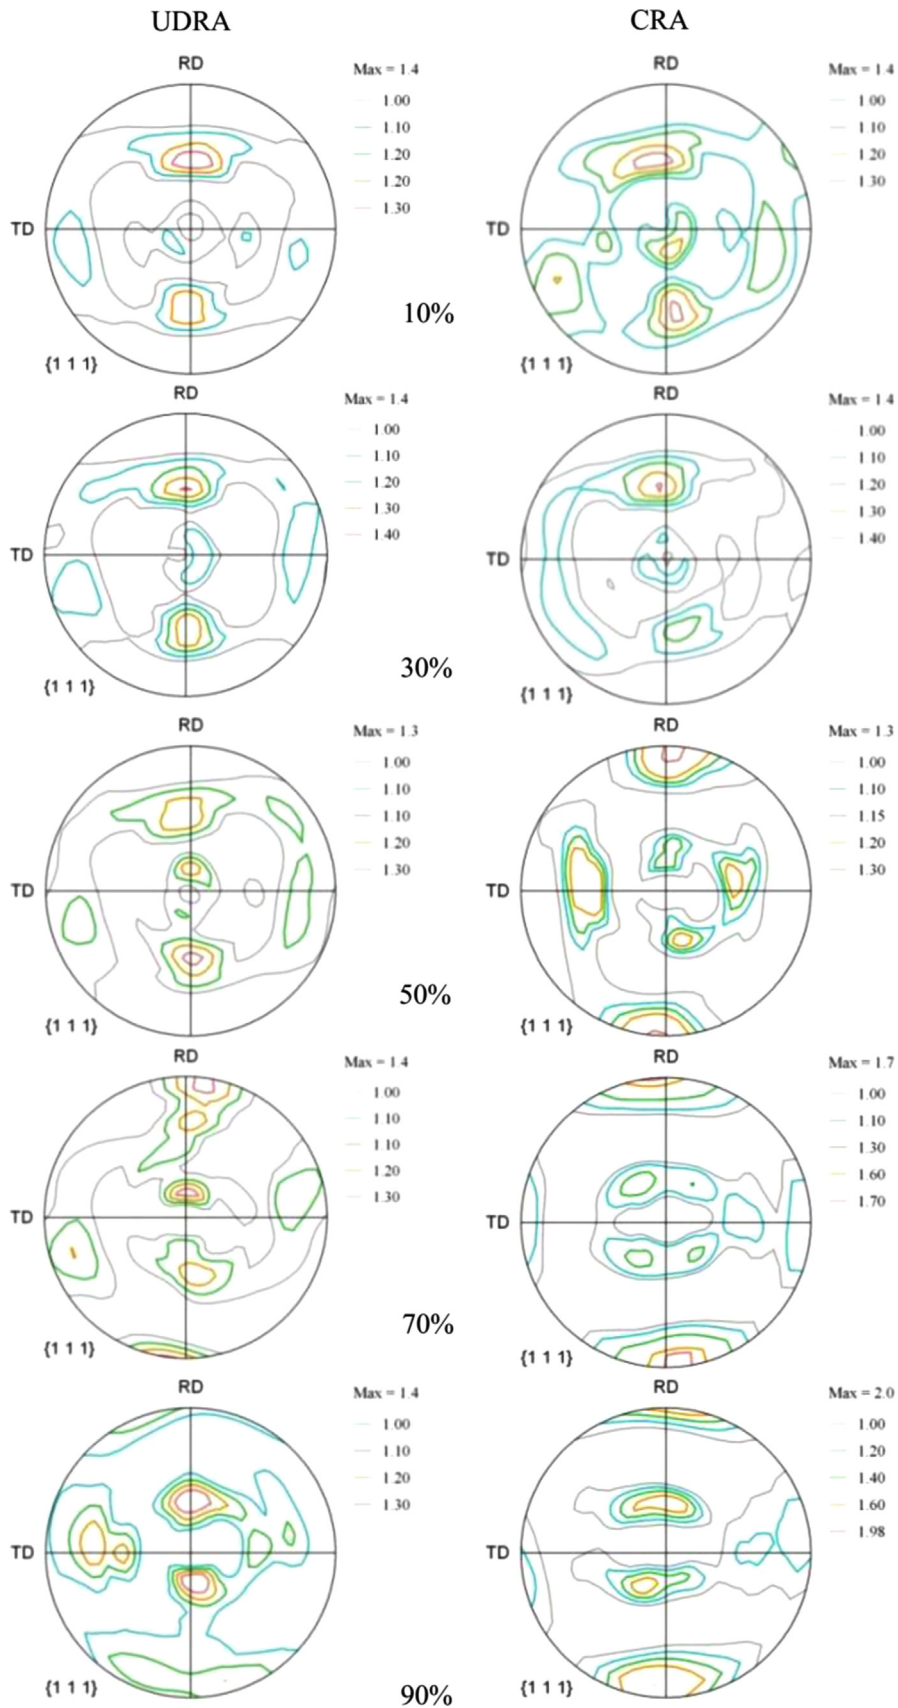 UDRA
CRA
RD
Max = 1.4
1.00
1.10
1.20
1.20
1.30
TD
{1 1 1}
RD
Max = 1.4
1.00
1.10
1.20
1.30
TD
{1 1 1}
10%
RD
Max = 1.4
1.00
1.10
1.20
1.30
1.40
TD
{1 1 1}
RD
Max = 1.4
1.00
1.10
1.20
1.30
1.40
TD
{1 1 1}
30%
RD
Max = 1.3
1.00
1.10
1.10
1.20
1.30
TD
{1 1 1}
RD
Max = 1.3
1.00
1.10
1.15
1.20
1.30
TD
{1 1 1}
50%
RD
Max = 1.4
1.00
1.10
1.10
1.20
1.30
TD
{1 1 1}
RD
Max = 1.7
1.00
1.10
1.30
1.60
1.70
TD
{1 1 1}
70%
RD
Max = 1.4
1.00
1.10
1.20
1.30
TD
{1 1 1}
RD
Max = 2.0
1.00
1.20
1.40
1.60
1.98
TD
{1 1 1}
90%